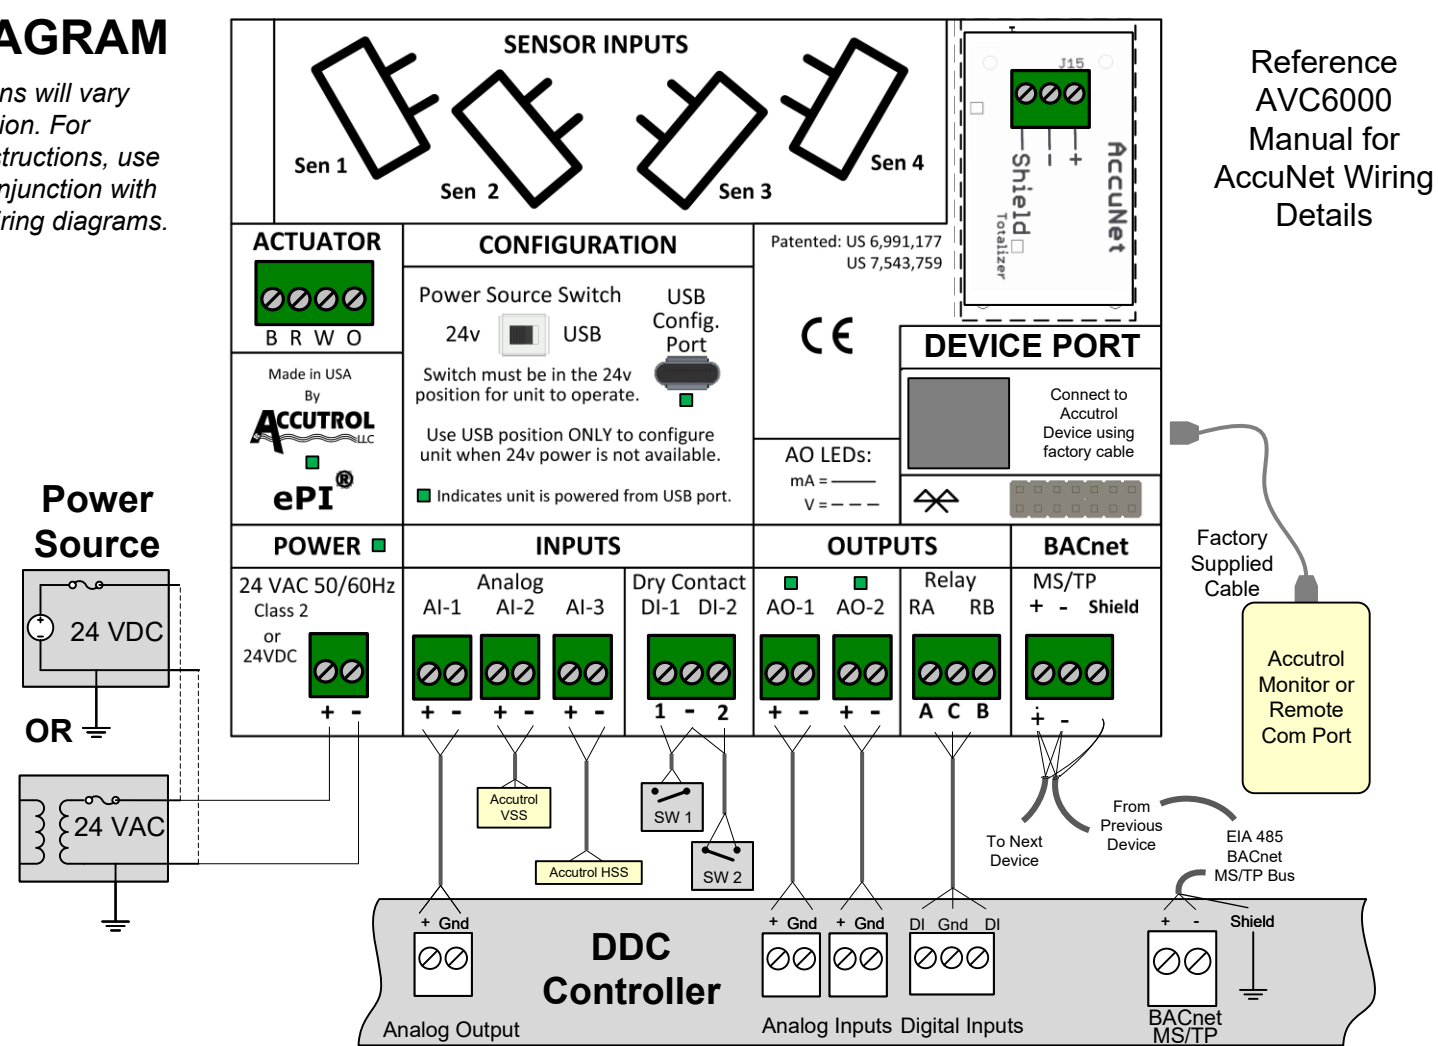 AGRAM
ns will vary
ion. For
structions, use
njunction with
iring diagrams.
SENSOR INPUTS
Sen 1
Sen 2
Sen 3
Sen 4
J15
Shield
-
+
Totalizer
AccuNet
Reference
AVC6000
Manual for
AccuNet Wiring
Details
ACTUATOR
B R W O
CONFIGURATION
Power Source Switch
24v
USB
USB
Config.
Port
Switch must be in the 24v
position for unit to operate.
Use USB position ONLY to configure
unit when 24v power is not available.
Indicates unit is powered from USB port.
Patented: US 6,991,177
US 7,543,759
CE
Made in USA
By
ACCUTROL
LLC
ePI®
AO LEDs:
mA =
V =
DEVICE PORT
Connect to
Accutrol
Device using
factory cable
Factory
Supplied
Cable
Accutrol
Monitor or
Remote
Com Port
Power
Source
24 VDC
OR
24 VAC
POWER
24 VAC 50/60Hz
Class 2
or
24VDC
+ -
INPUTS
Analog
AI-1 AI-2 AI-3
+ - + - + -
Dry Contact
DI-1 DI-2
1 - 2
OUTPUTS
AO-1 AO-2
+ - + -
Relay
RA RB
A C B
BACnet
MS/TP
+ - Shield
+ -
Accutrol
VSS
Accutrol HSS
SW 1
SW 2
To Next
Device
From
Previous
Device
EIA 485
BACnet
MS/TP Bus
+ Gnd
Analog Output
DDC
Controller
+ Gnd + Gnd
Analog Inputs
DI Gnd DI
Digital Inputs
+ - Shield
BACnet
MS/TP